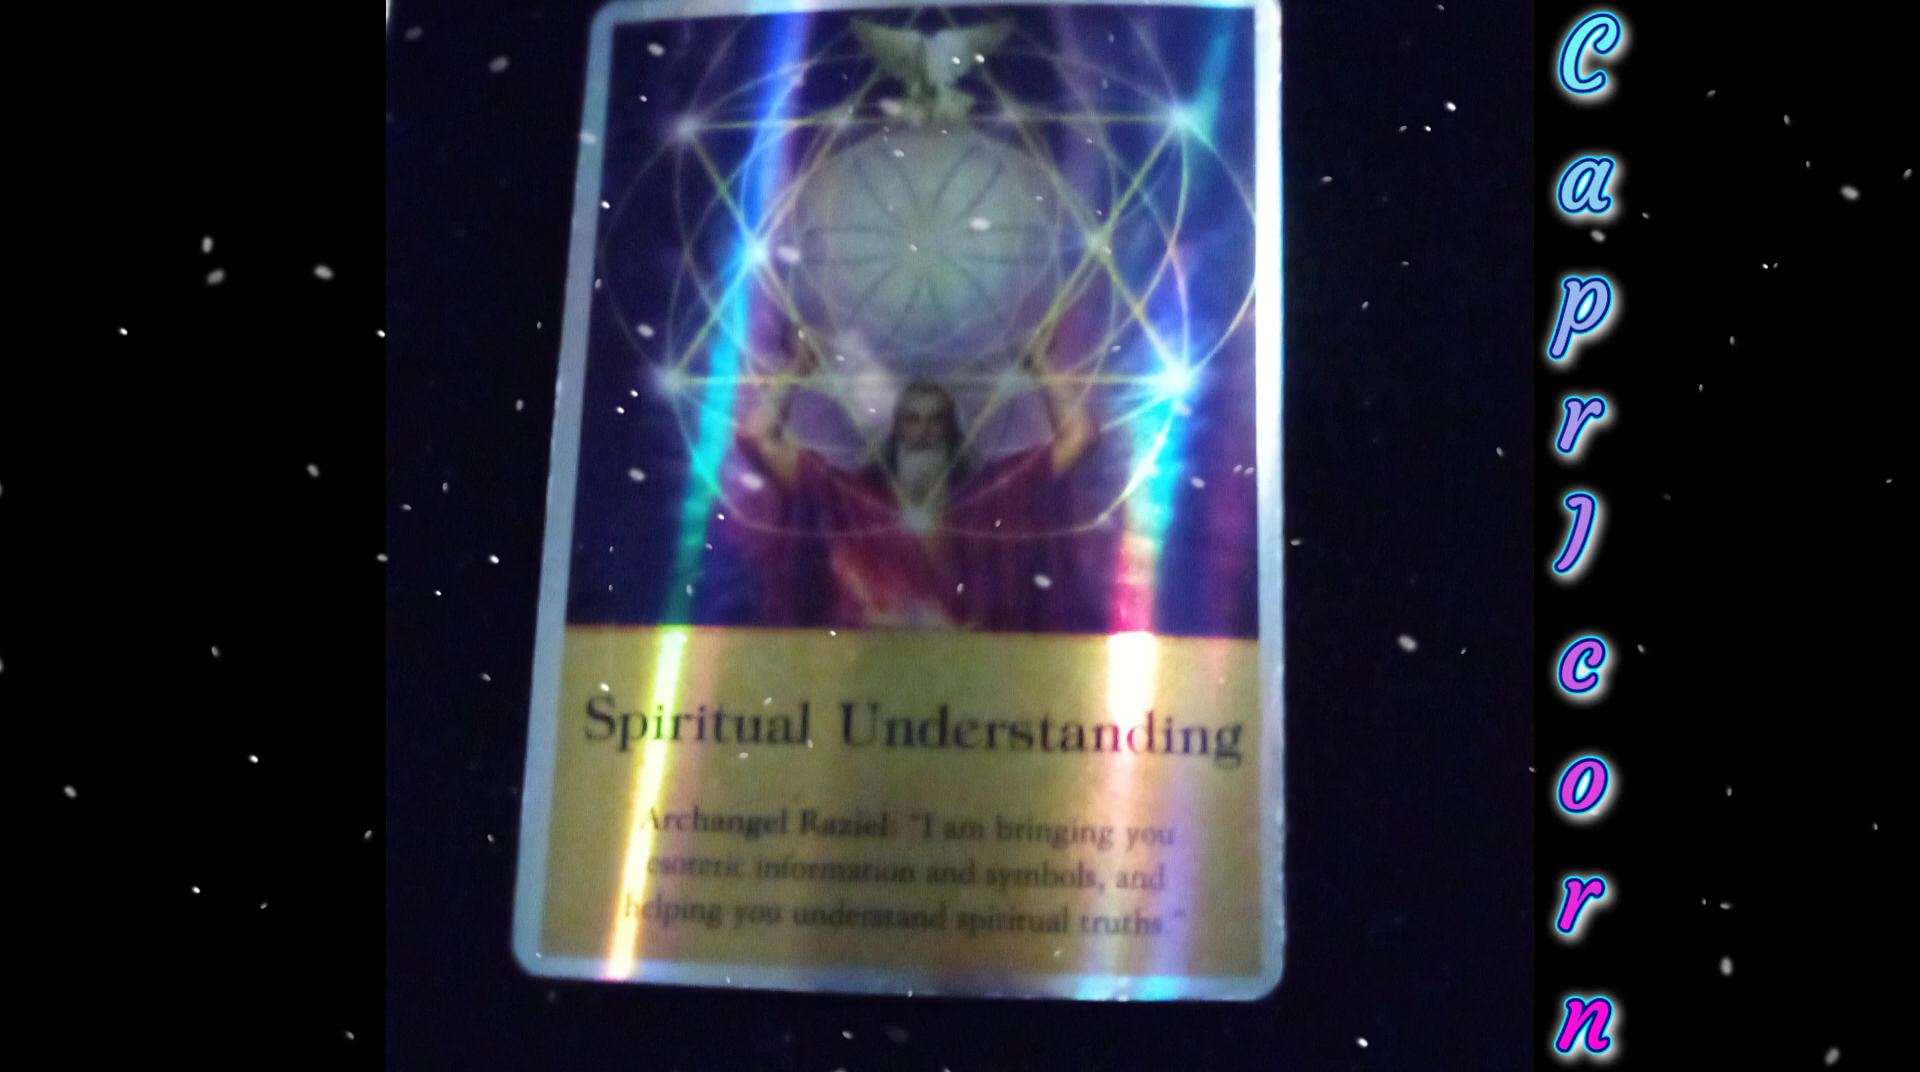 Spiritual Understanding
Archangel Raziel: "I am bringing you
esoteric information and symbols, and
helping you understand spiritual truths."
Capricorn